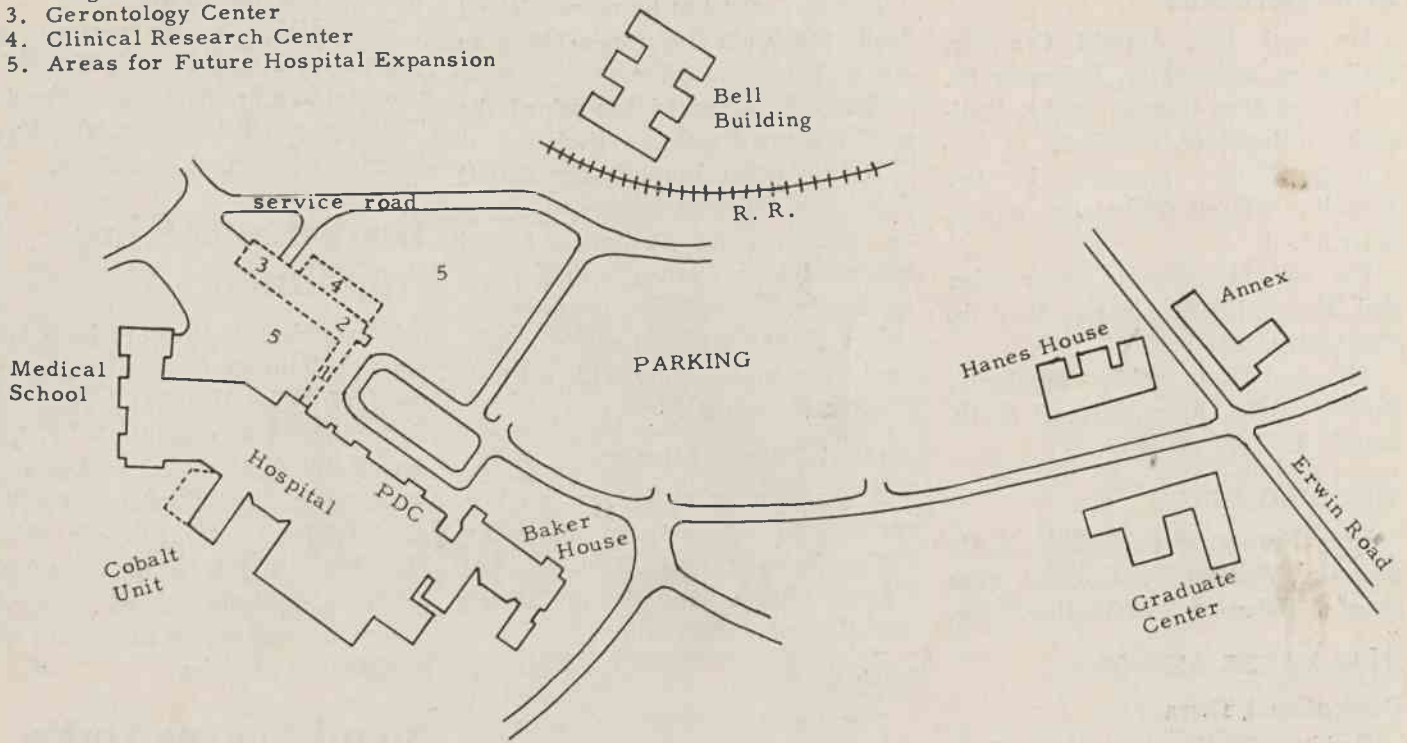 3. Gerontology Center
4. Clinical Research Center
5. Areas for Future Hospital Expansion
Bell
Building
R. R.
service road
3
4
5
2
5
PARKING
Annex
Hanes House
Medical
School
Hospital
PDC
Baker
House
Cobalt
Unit
Erwin Road
Graduate
Center